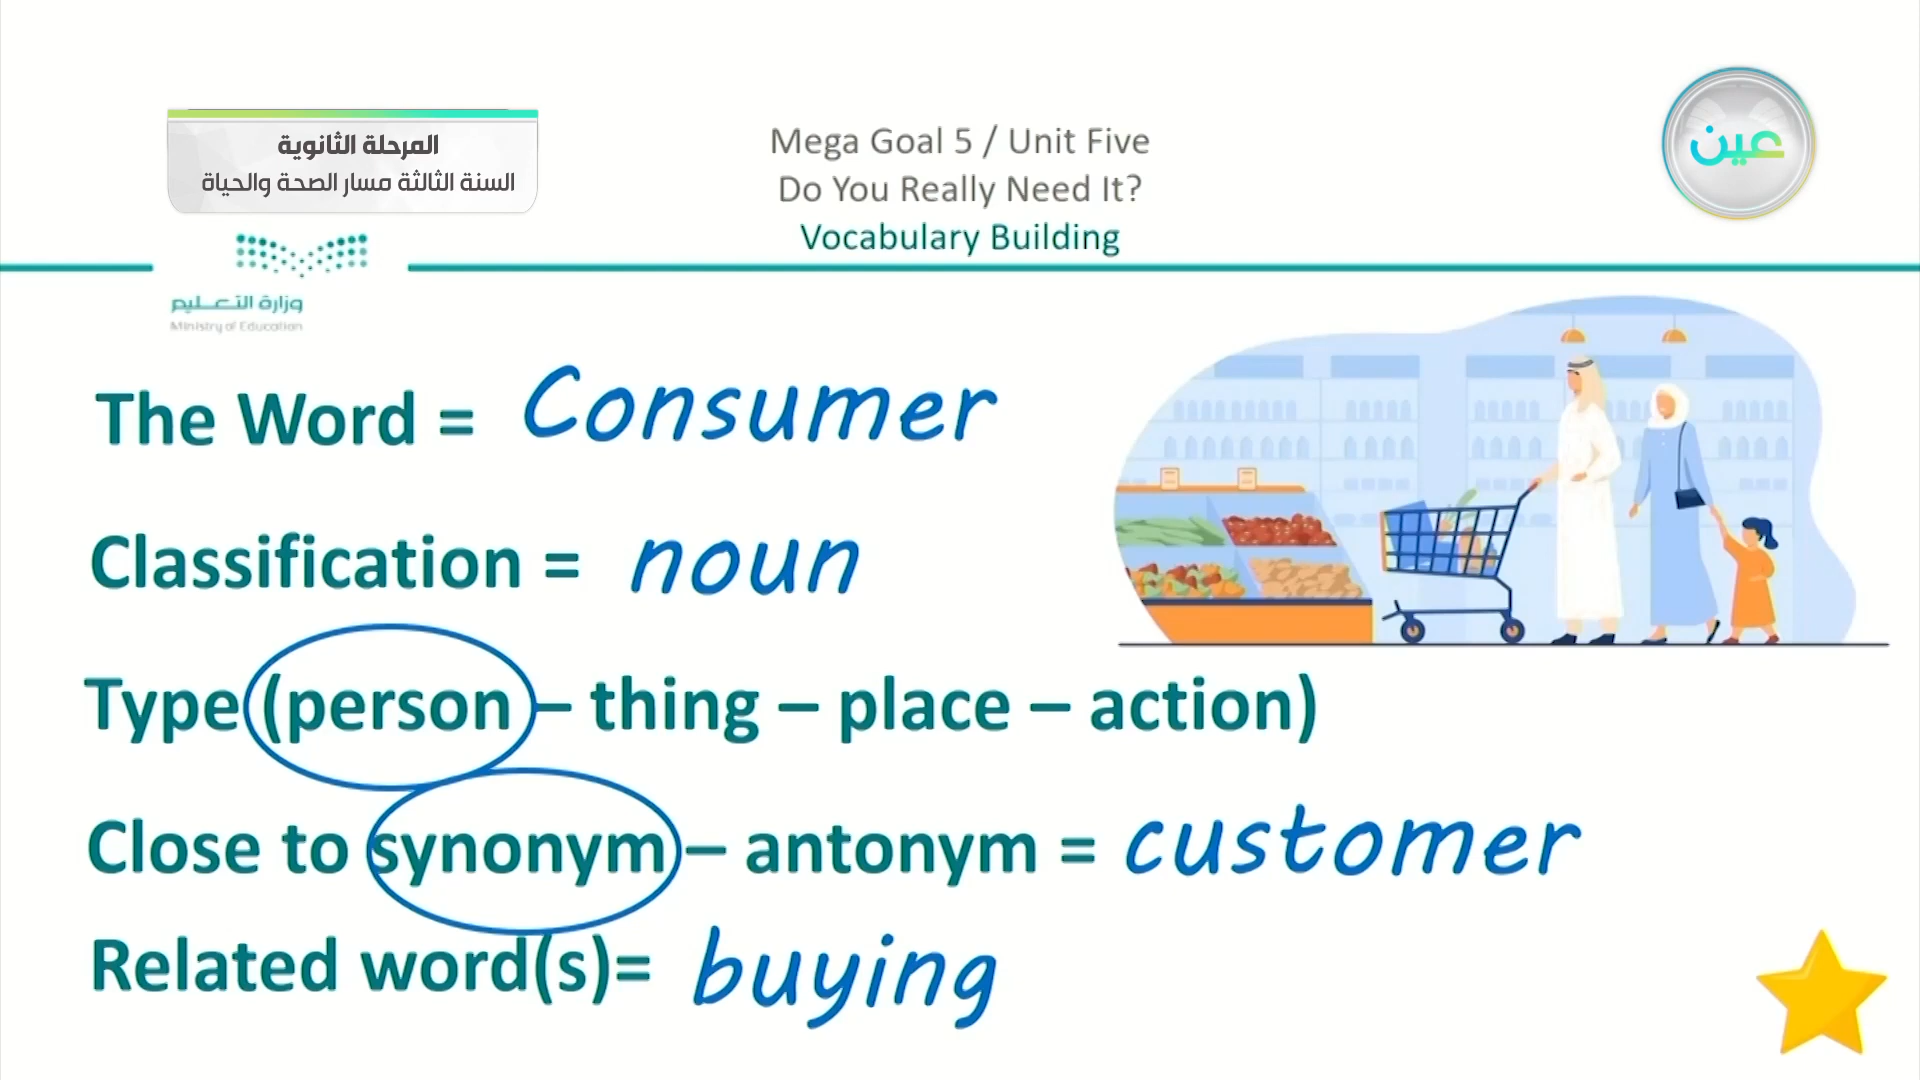 المرحلة الثانوية
السنة الثالثة مسار الصحة والحياة
Mega Goal 5 / Unit Five
Do You Really Need It?
Vocabulary Building
عين
وزارة التعليم
Ministry of Education
The Word = Consumer
Classification = noun
Type (person – thing – place – action)
Close to synonym – antonym = customer
Related word(s)= buying